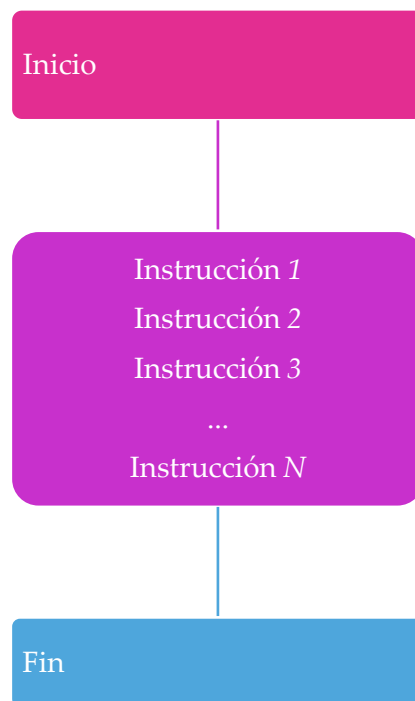 Inicio
Instrucción 1
Instrucción 2
Instrucción 3
...
Instrucción N
Fin